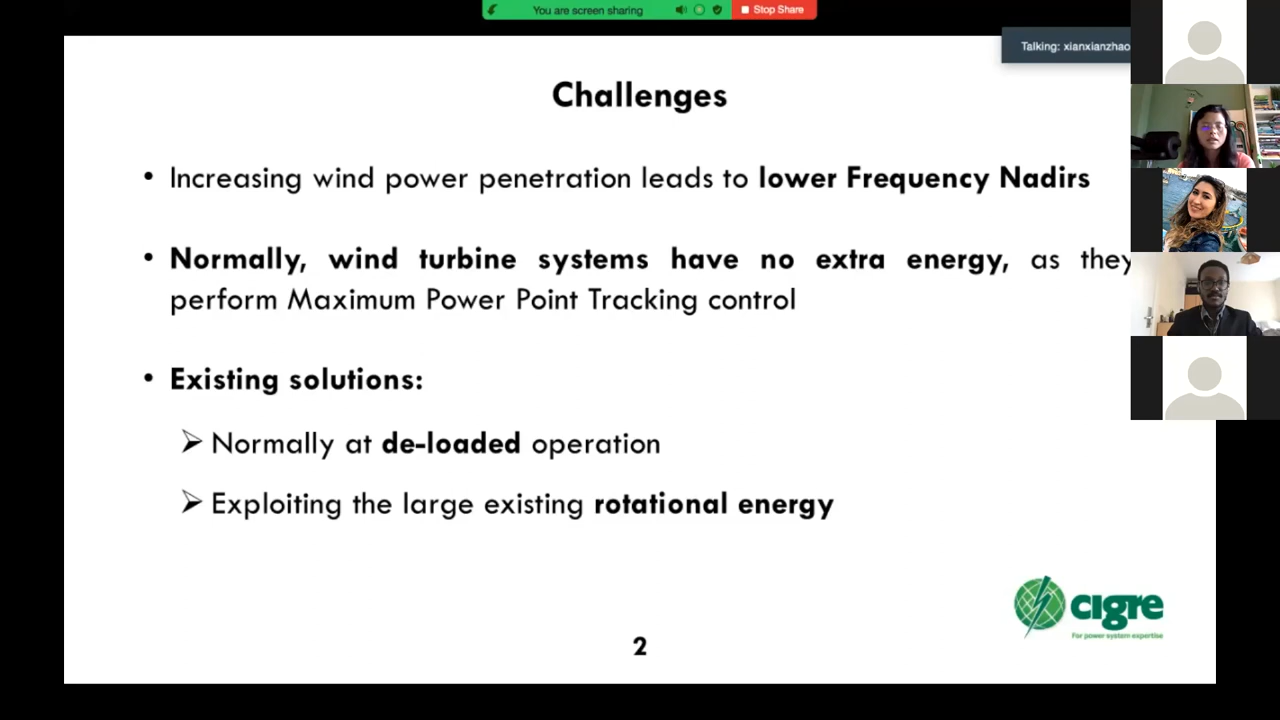 You are screen sharing
Stop Share
Talking: xianxianzhao
Challenges
• Increasing wind power penetration leads to lower Frequency Nadirs
• Normally, wind turbine systems have no extra energy, as they
perform Maximum Power Point Tracking control
• Existing solutions:
➢ Normally at de-loaded operation
➢ Exploiting the large existing rotational energy
cigre
For power system expertise
2